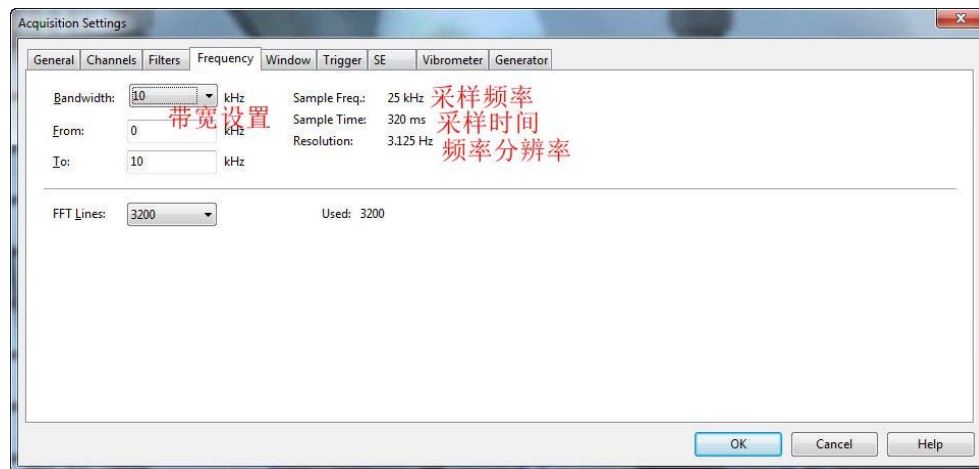 Acquisition Settings
General Channels Filters Frequency Window Trigger SE Vibrometer Generator
Bandwidth: 10 kHz Sample Freq.: 25 kHz 采样频率
带宽设置
Sample Time: 320 ms 采样时间
From: 0 kHz
Resolution: 3.125 Hz 频率分辨率
To: 10 kHz
FFT Lines: 3200 Used: 3200
OK Cancel Help